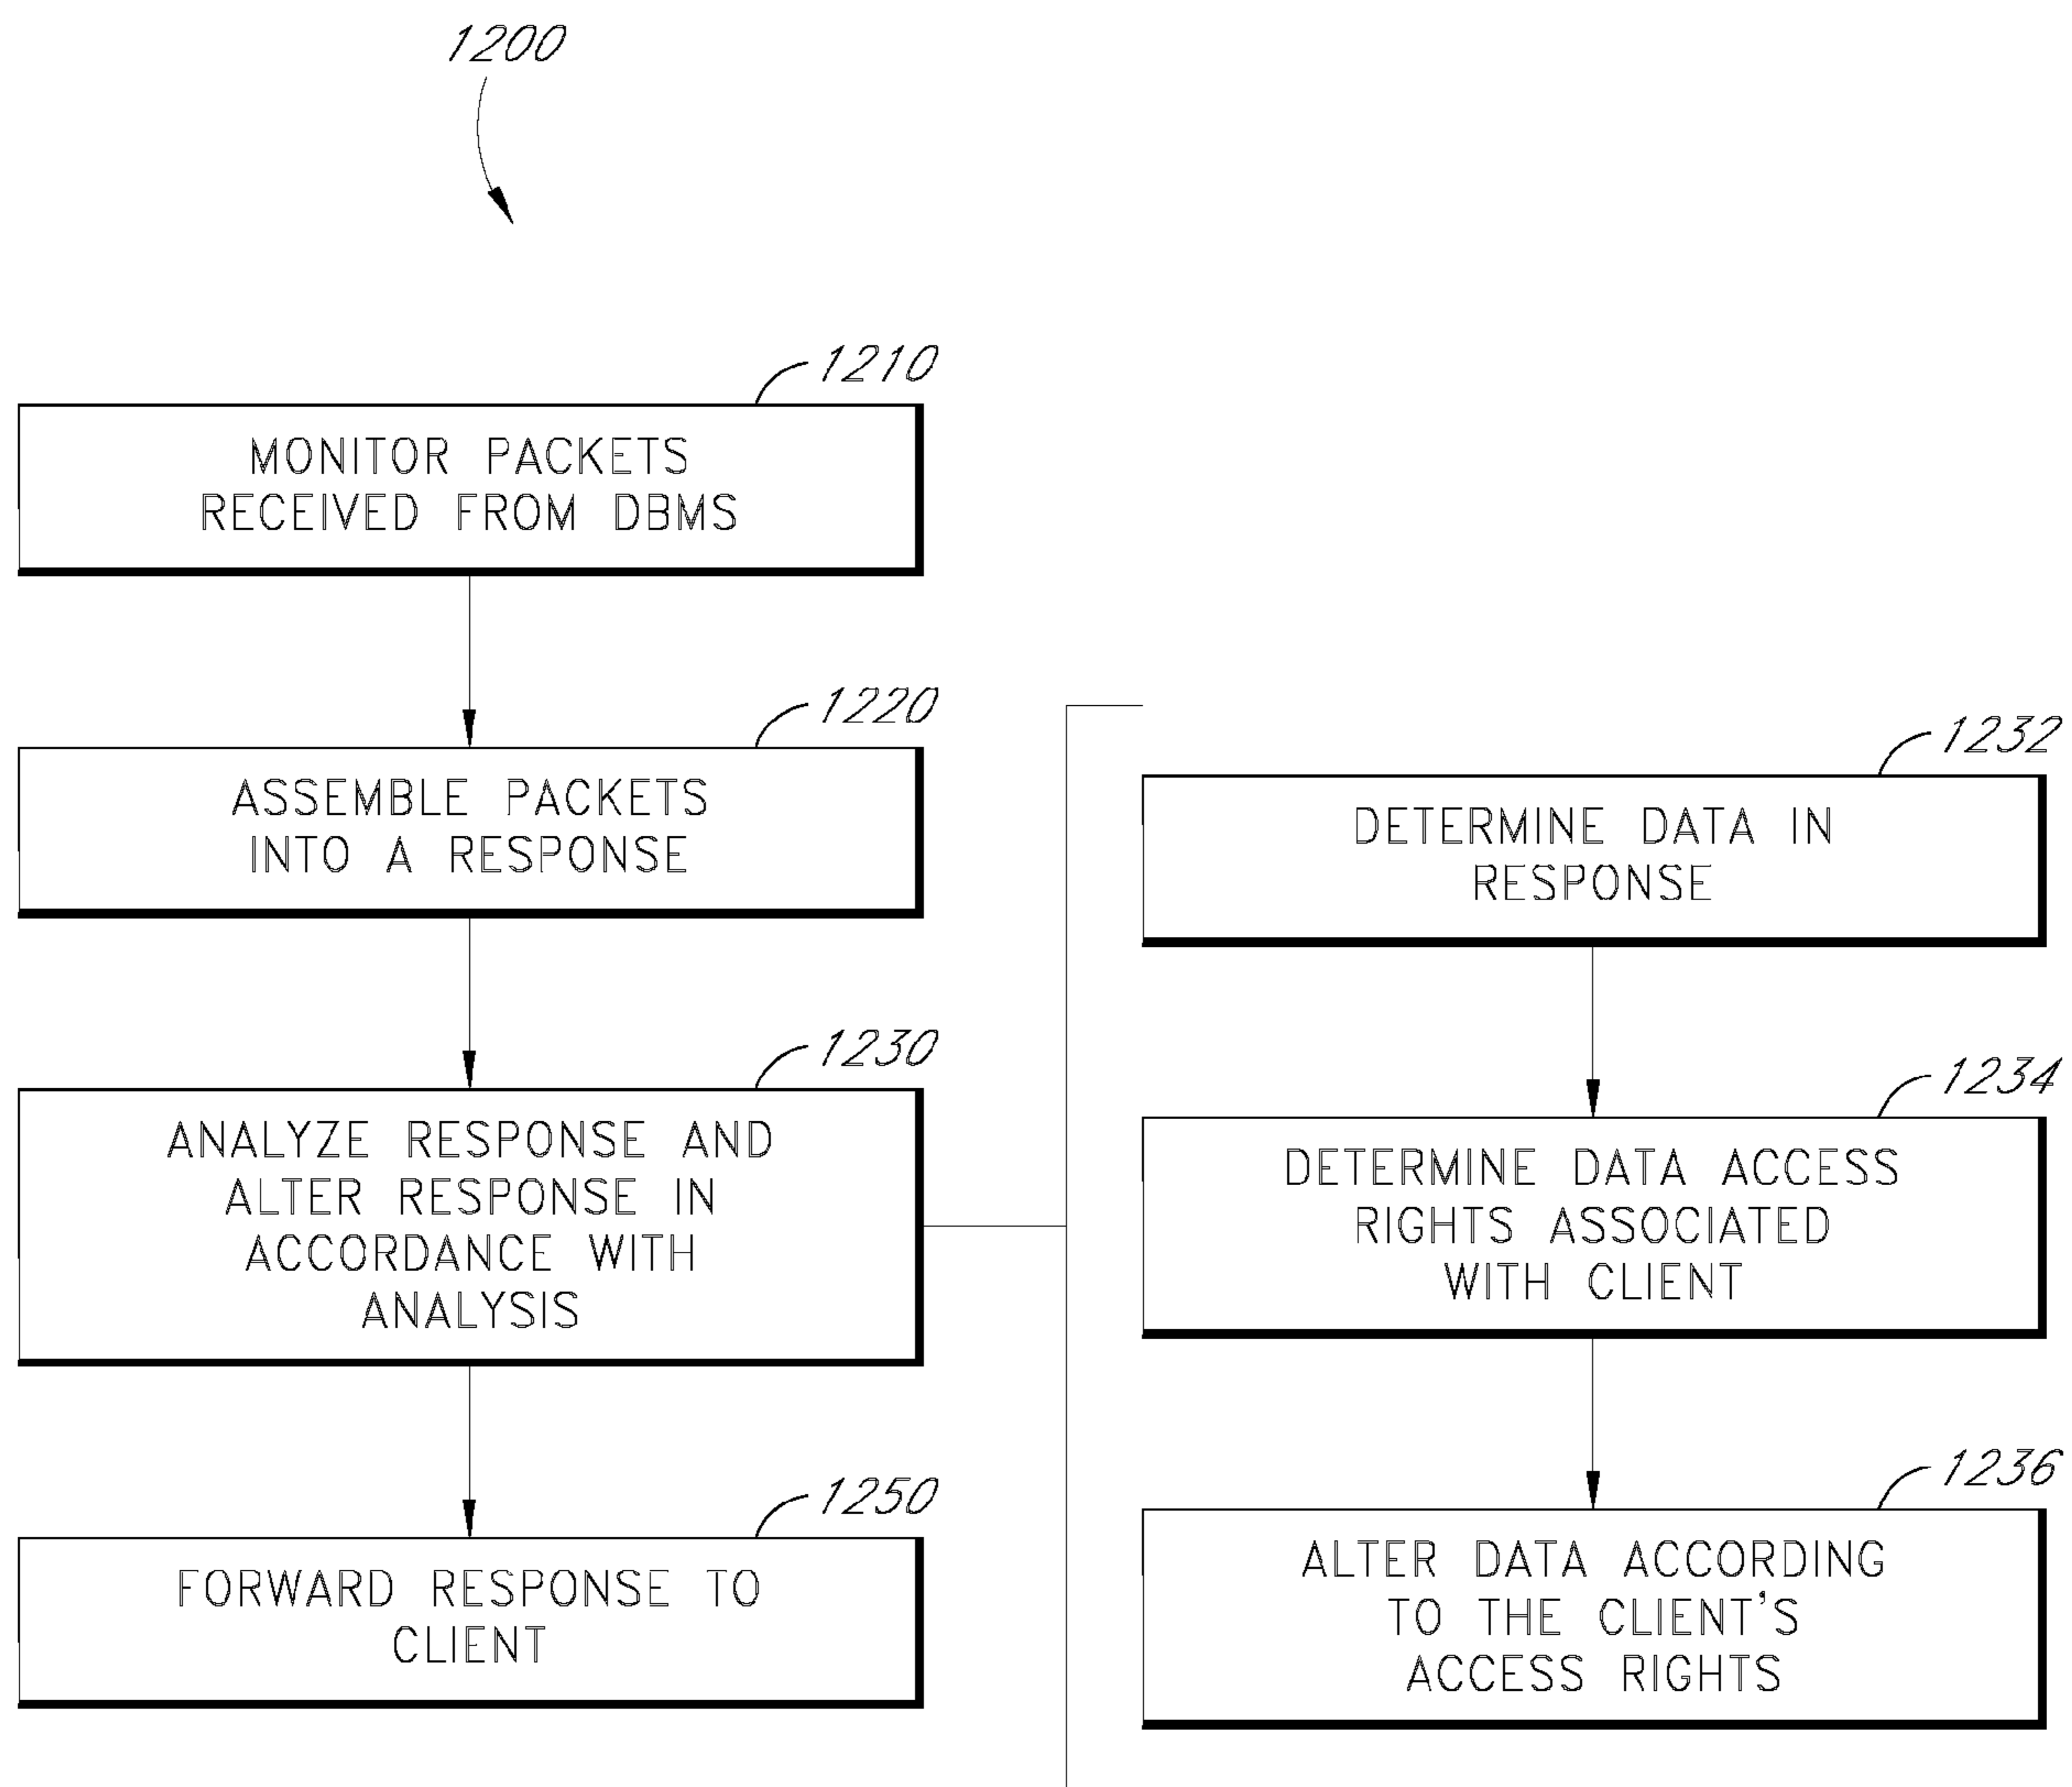 1200
1210
MONITOR PACKETS
RECEIVED FROM DBMS
1220
ASSEMBLE PACKETS
INTO A RESPONSE
1230
ANALYZE RESPONSE AND
ALTER RESPONSE IN
ACCORDANCE WITH
ANALYSIS
1250
FORWARD RESPONSE TO
CLIENT
1232
DETERMINE DATA IN
RESPONSE
1234
DETERMINE DATA ACCESS
RIGHTS ASSOCIATED
WITH CLIENT
1236
ALTER DATA ACCORDING
TO THE CLIENT'S
ACCESS RIGHTS